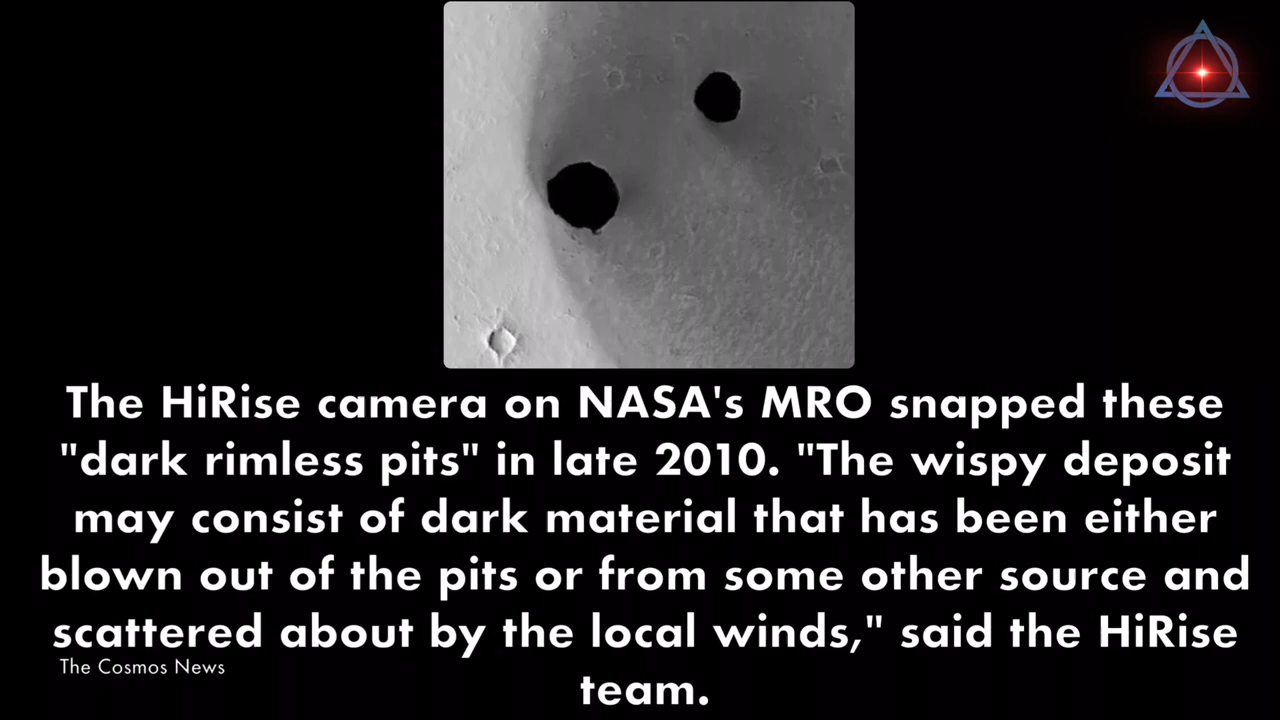 The HiRise camera on NASA's MRO snapped these
"dark rimless pits" in late 2010. "The wispy deposit
may consist of dark material that has been either
blown out of the pits or from some other source and
scattered about by the local winds," said the HiRise
team.
The Cosmos News